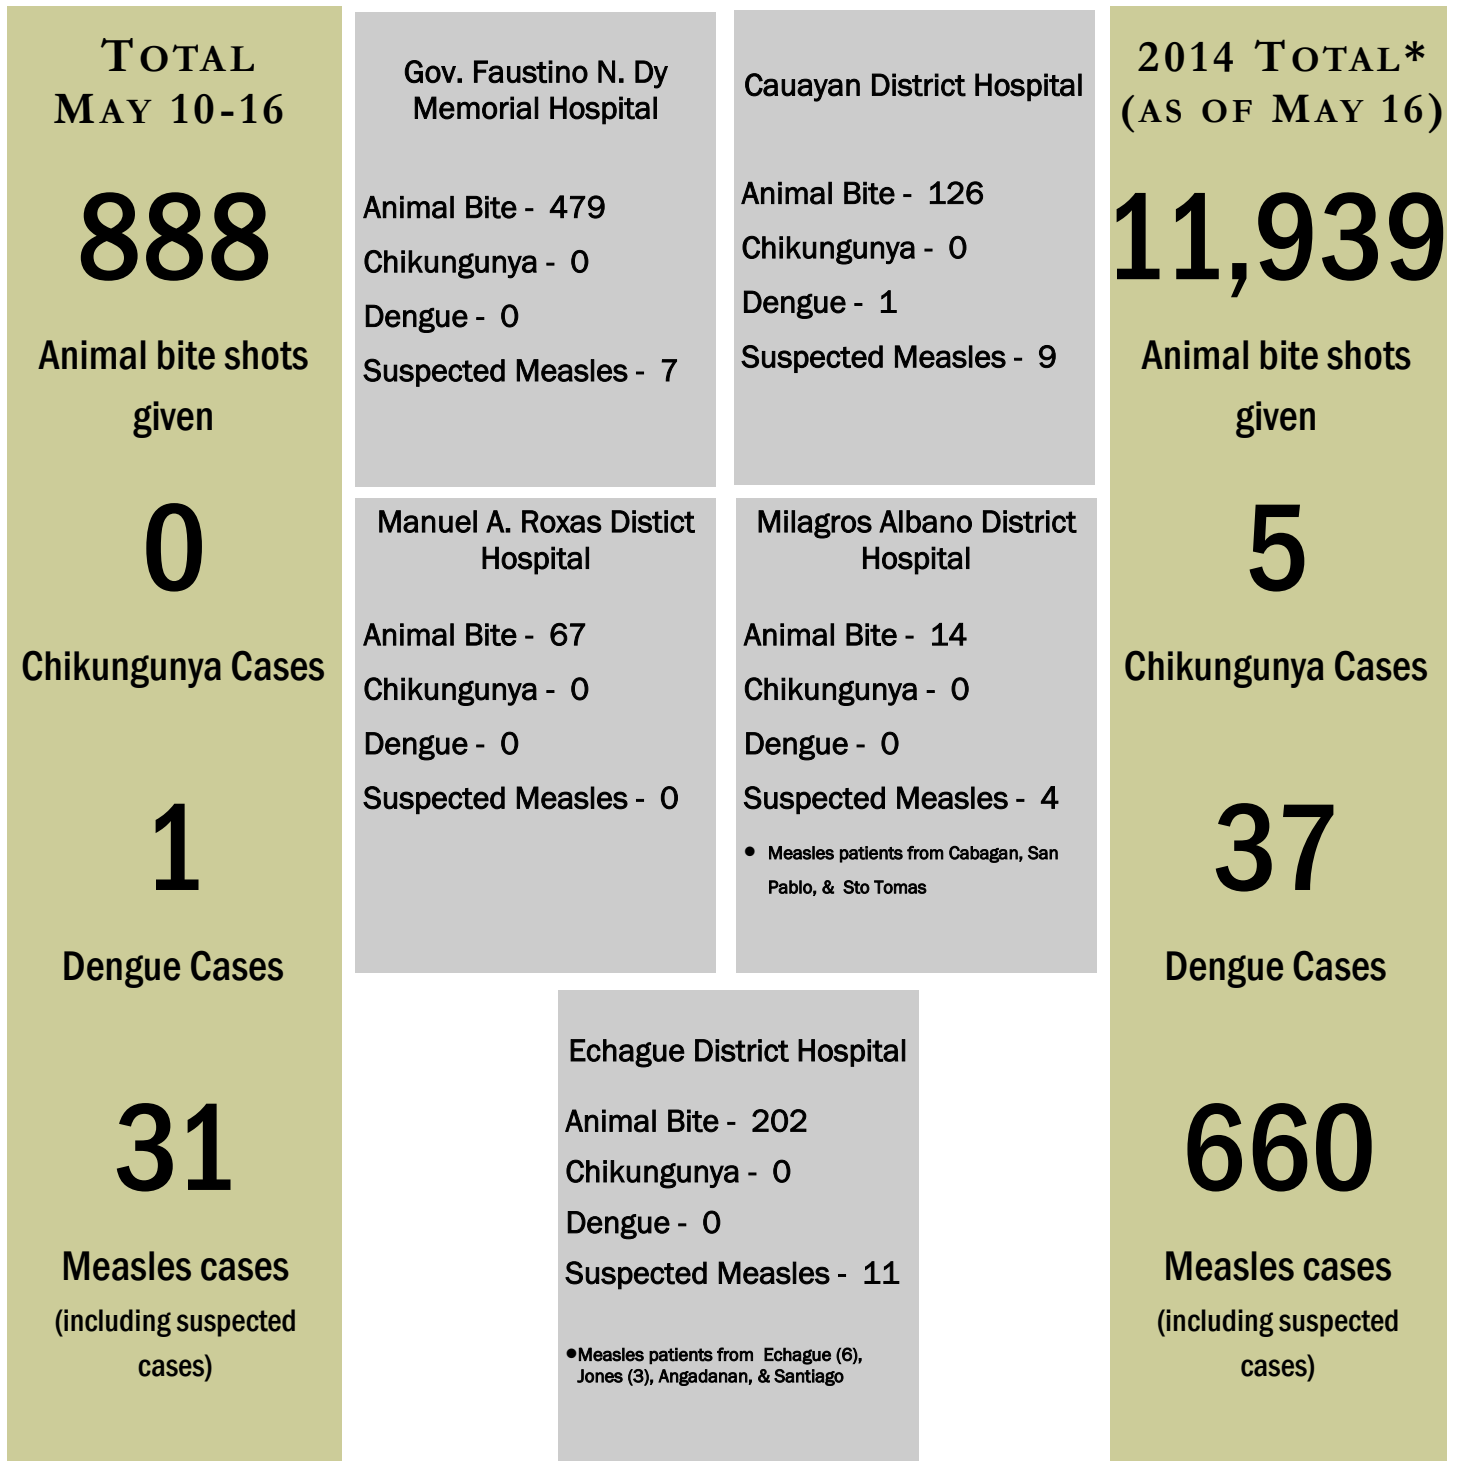 TOTAL
MAY 10-16
888
Animal bite shots
given
0
Chikungunya Cases
1
Dengue Cases
31
Measles cases
(including suspected
cases)
Gov. Faustino N. Dy
Memorial Hospital
Animal Bite - 479
Chikungunya - 0
Dengue - 0
Suspected Measles - 7
Cauayan District Hospital
Animal Bite - 126
Chikungunya - 0
Dengue - 1
Suspected Measles - 9
Manuel A. Roxas Distict
Hospital
Animal Bite - 67
Chikungunya - 0
Dengue - 0
Suspected Measles - 0
Milagros Albano District
Hospital
Animal Bite - 14
Chikungunya - 0
Dengue - 0
Suspected Measles - 4
• Measles patients from Cabagan, San
Pablo, & Sto Tomas
Echague District Hospital
Animal Bite - 202
Chikungunya - 0
Dengue - 0
Suspected Measles - 11
•Measles patients from Echague (6),
Jones (3), Angadanan, & Santiago
2014 TOTAL*
(AS OF MAY 16)
11,939
Animal bite shots
given
5
Chikungunya Cases
37
Dengue Cases
660
Measles cases
(including suspected
cases)